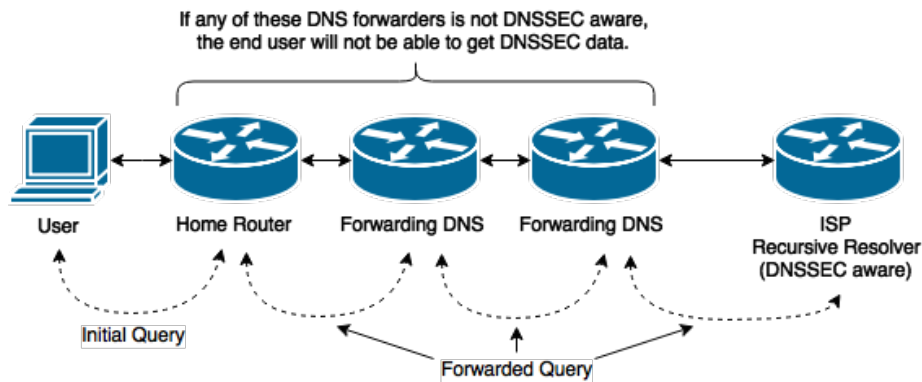 If any of these DNS forwarders is not DNSSEC aware,
the end user will not be able to get DNSSEC data.
User
Home Router
Forwarding DNS
Forwarding DNS
ISP
Recursive Resolver
(DNSSEC aware)
Initial Query
Forwarded Query